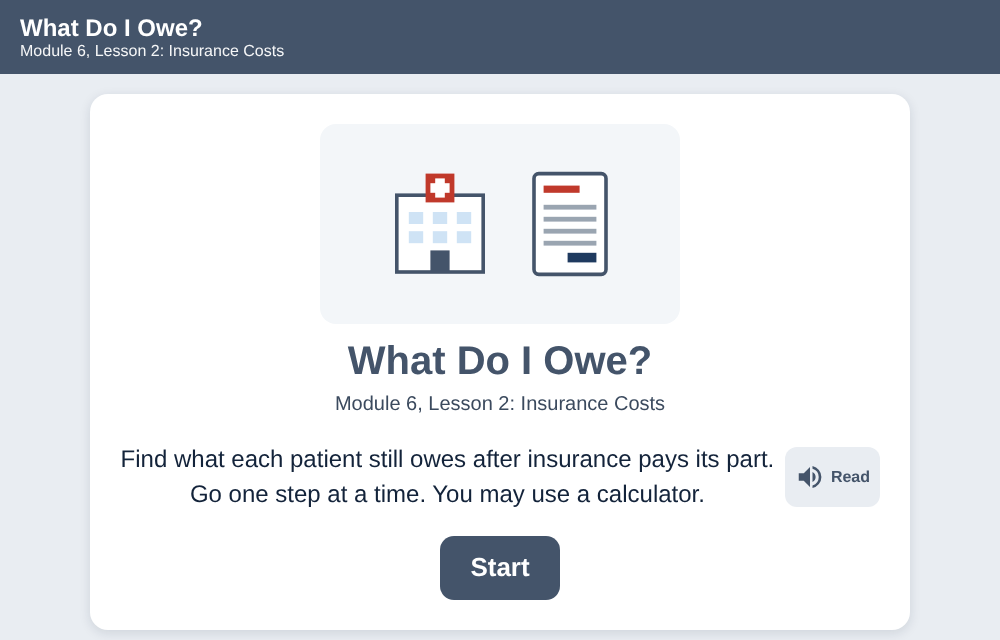 What Do I Owe?
Module 6, Lesson 2: Insurance Costs
What Do I Owe?
Module 6, Lesson 2: Insurance Costs
Find what each patient still owes after insurance pays its part.
Go one step at a time. You may use a calculator.
Read
Start